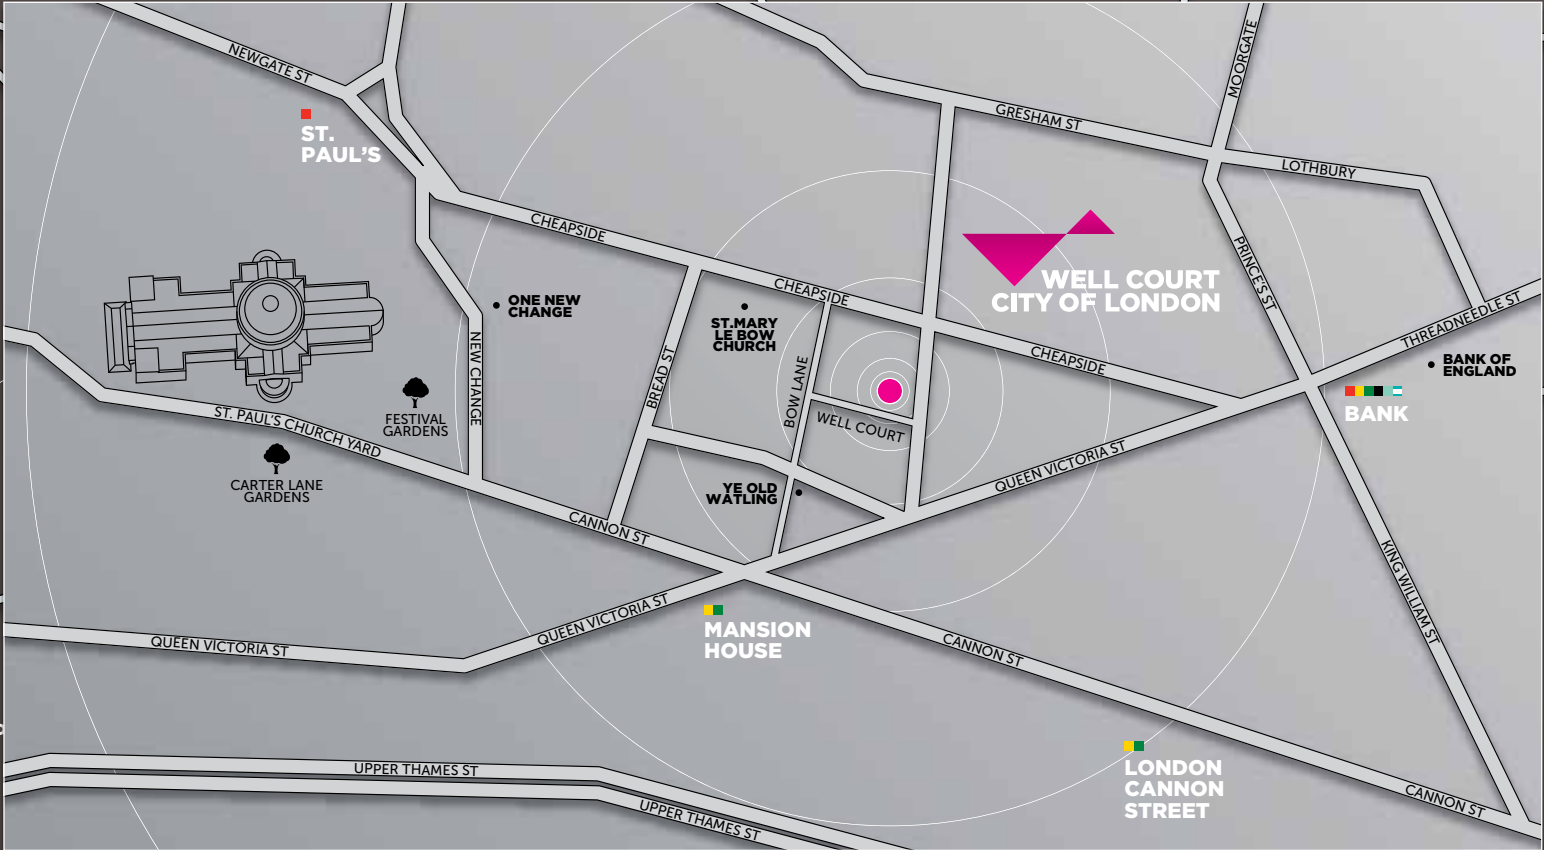 NEWGATE ST
MOORGATE
GRESHAM ST
ST.
PAUL'S
LOTHBURY
CHEAPSIDE
PRINCE'S ST
WELL COURT
CITY OF LONDON
CHEAPSIDE
ONE NEW
CHANGE
ST.MARY
LE BOW
CHURCH
THREADNEEDLE ST
NEW CHANGE
BREAD ST
BOW LANE
CHEAPSIDE
BANK OF
ENGLAND
BANK
ST. PAUL'S CHURCH YARD
FESTIVAL
GARDENS
WELL COURT
CARTER LANE
GARDENS
QUEEN VICTORIA ST
YE OLD
WATLING
CANNON ST
KING WILLIAM ST
QUEEN VICTORIA ST
QUEEN VICTORIA ST
MANSION
HOUSE
CANNON ST
UPPER THAMES ST
LONDON
CANNON
STREET
CANNON ST
UPPER THAMES ST